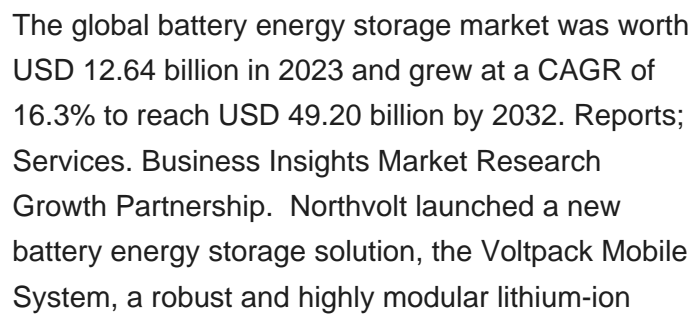 The global battery energy storage market was worth
USD 12.64 billion in 2023 and grew at a CAGR of
16.3% to reach USD 49.20 billion by 2032. Reports;
Services. Business Insights Market Research
Growth Partnership.  Northvolt launched a new
battery energy storage solution, the Voltpack Mobile
System, a robust and highly modular lithium-ion